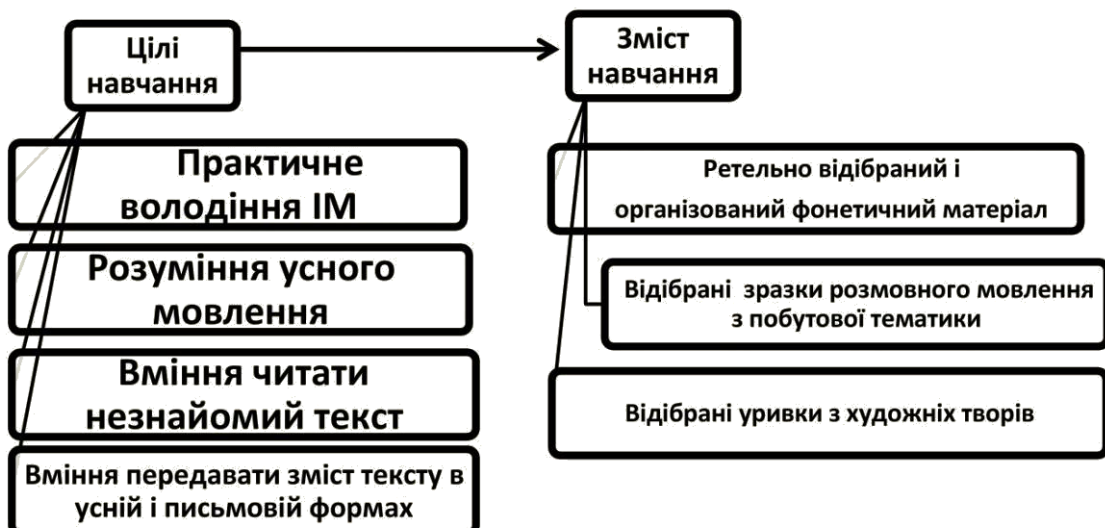 Цілі
навчання
Зміст
навчання
Практичне
володіння ІМ
Розуміння усного
мовлення
Вміння читати
незнайомий текст
Вміння передавати зміст тексту в
усній і письмовій формах
Ретельно відібраний і
організований фонетичний матеріал
Відібрані зразки розмовного мовлення
з побутової тематики
Відібрані уривки з художніх творів